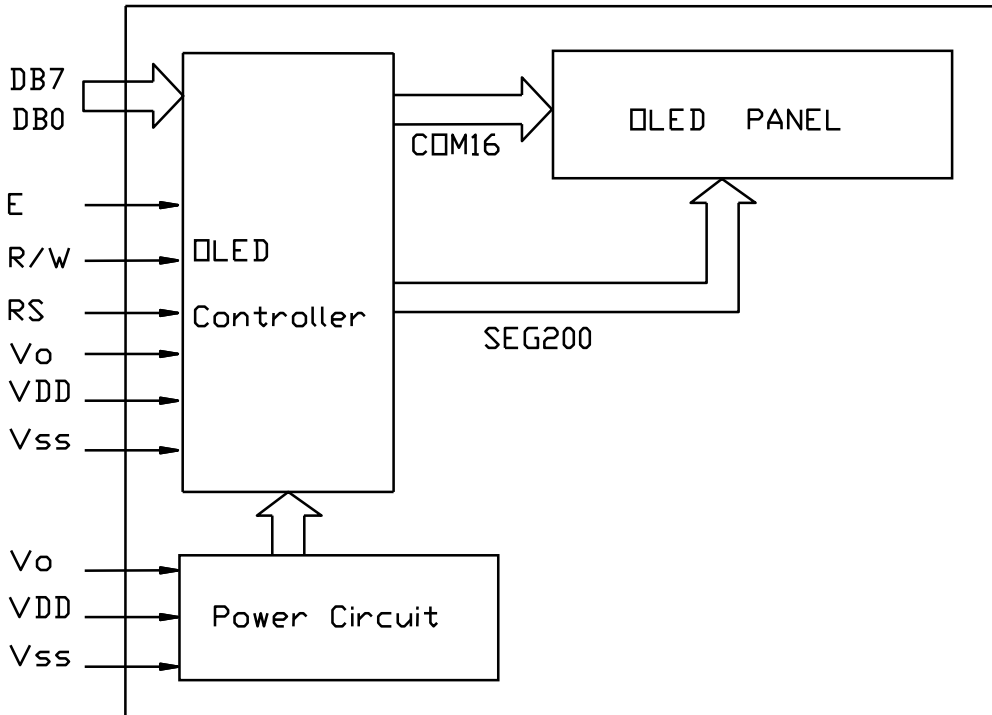 DB7
DB0
E
R/W
RS
Vo
VDD
Vss
Vo
VDD
Vss
OLED
Controller
COM16
SEG200
OLED PANEL
Power Circuit